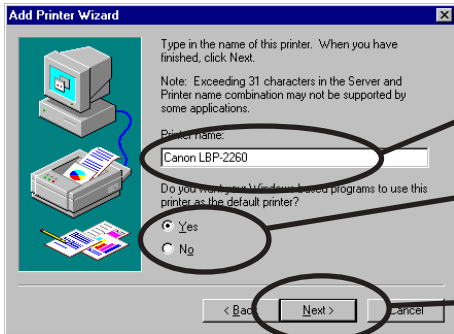 Add Printer Wizard
Type in the name of this printer. When you have
finished, click Next.
Note: Exceeding 31 characters in the Server and
Printer name combination may not be supported by
some applications.
Printer name:
Canon LBP-2260
Do you want your Windows-based programs to use this
printer as the default printer?
Yes
No
< Back
Next >
Cancel